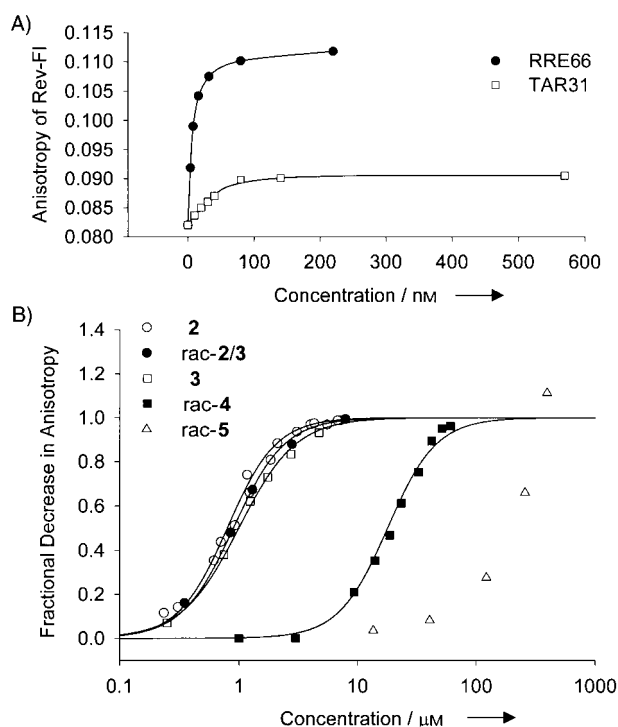 A)
Anisotropy of Rev-Fl
0.115
0.110
0.105
0.100
0.095
0.090
0.085
0.080
RRE66
TAR31
0 100 200 300 400 500 600
Concentration / nM
B)
Fractional Decrease in Anisotropy
1.4
1.2
1.0
0.8
0.6
0.4
0.2
0.0
2
rac-2/3
3
rac-4
rac-5
0.1 1 10 100 1000
Concentration / μM